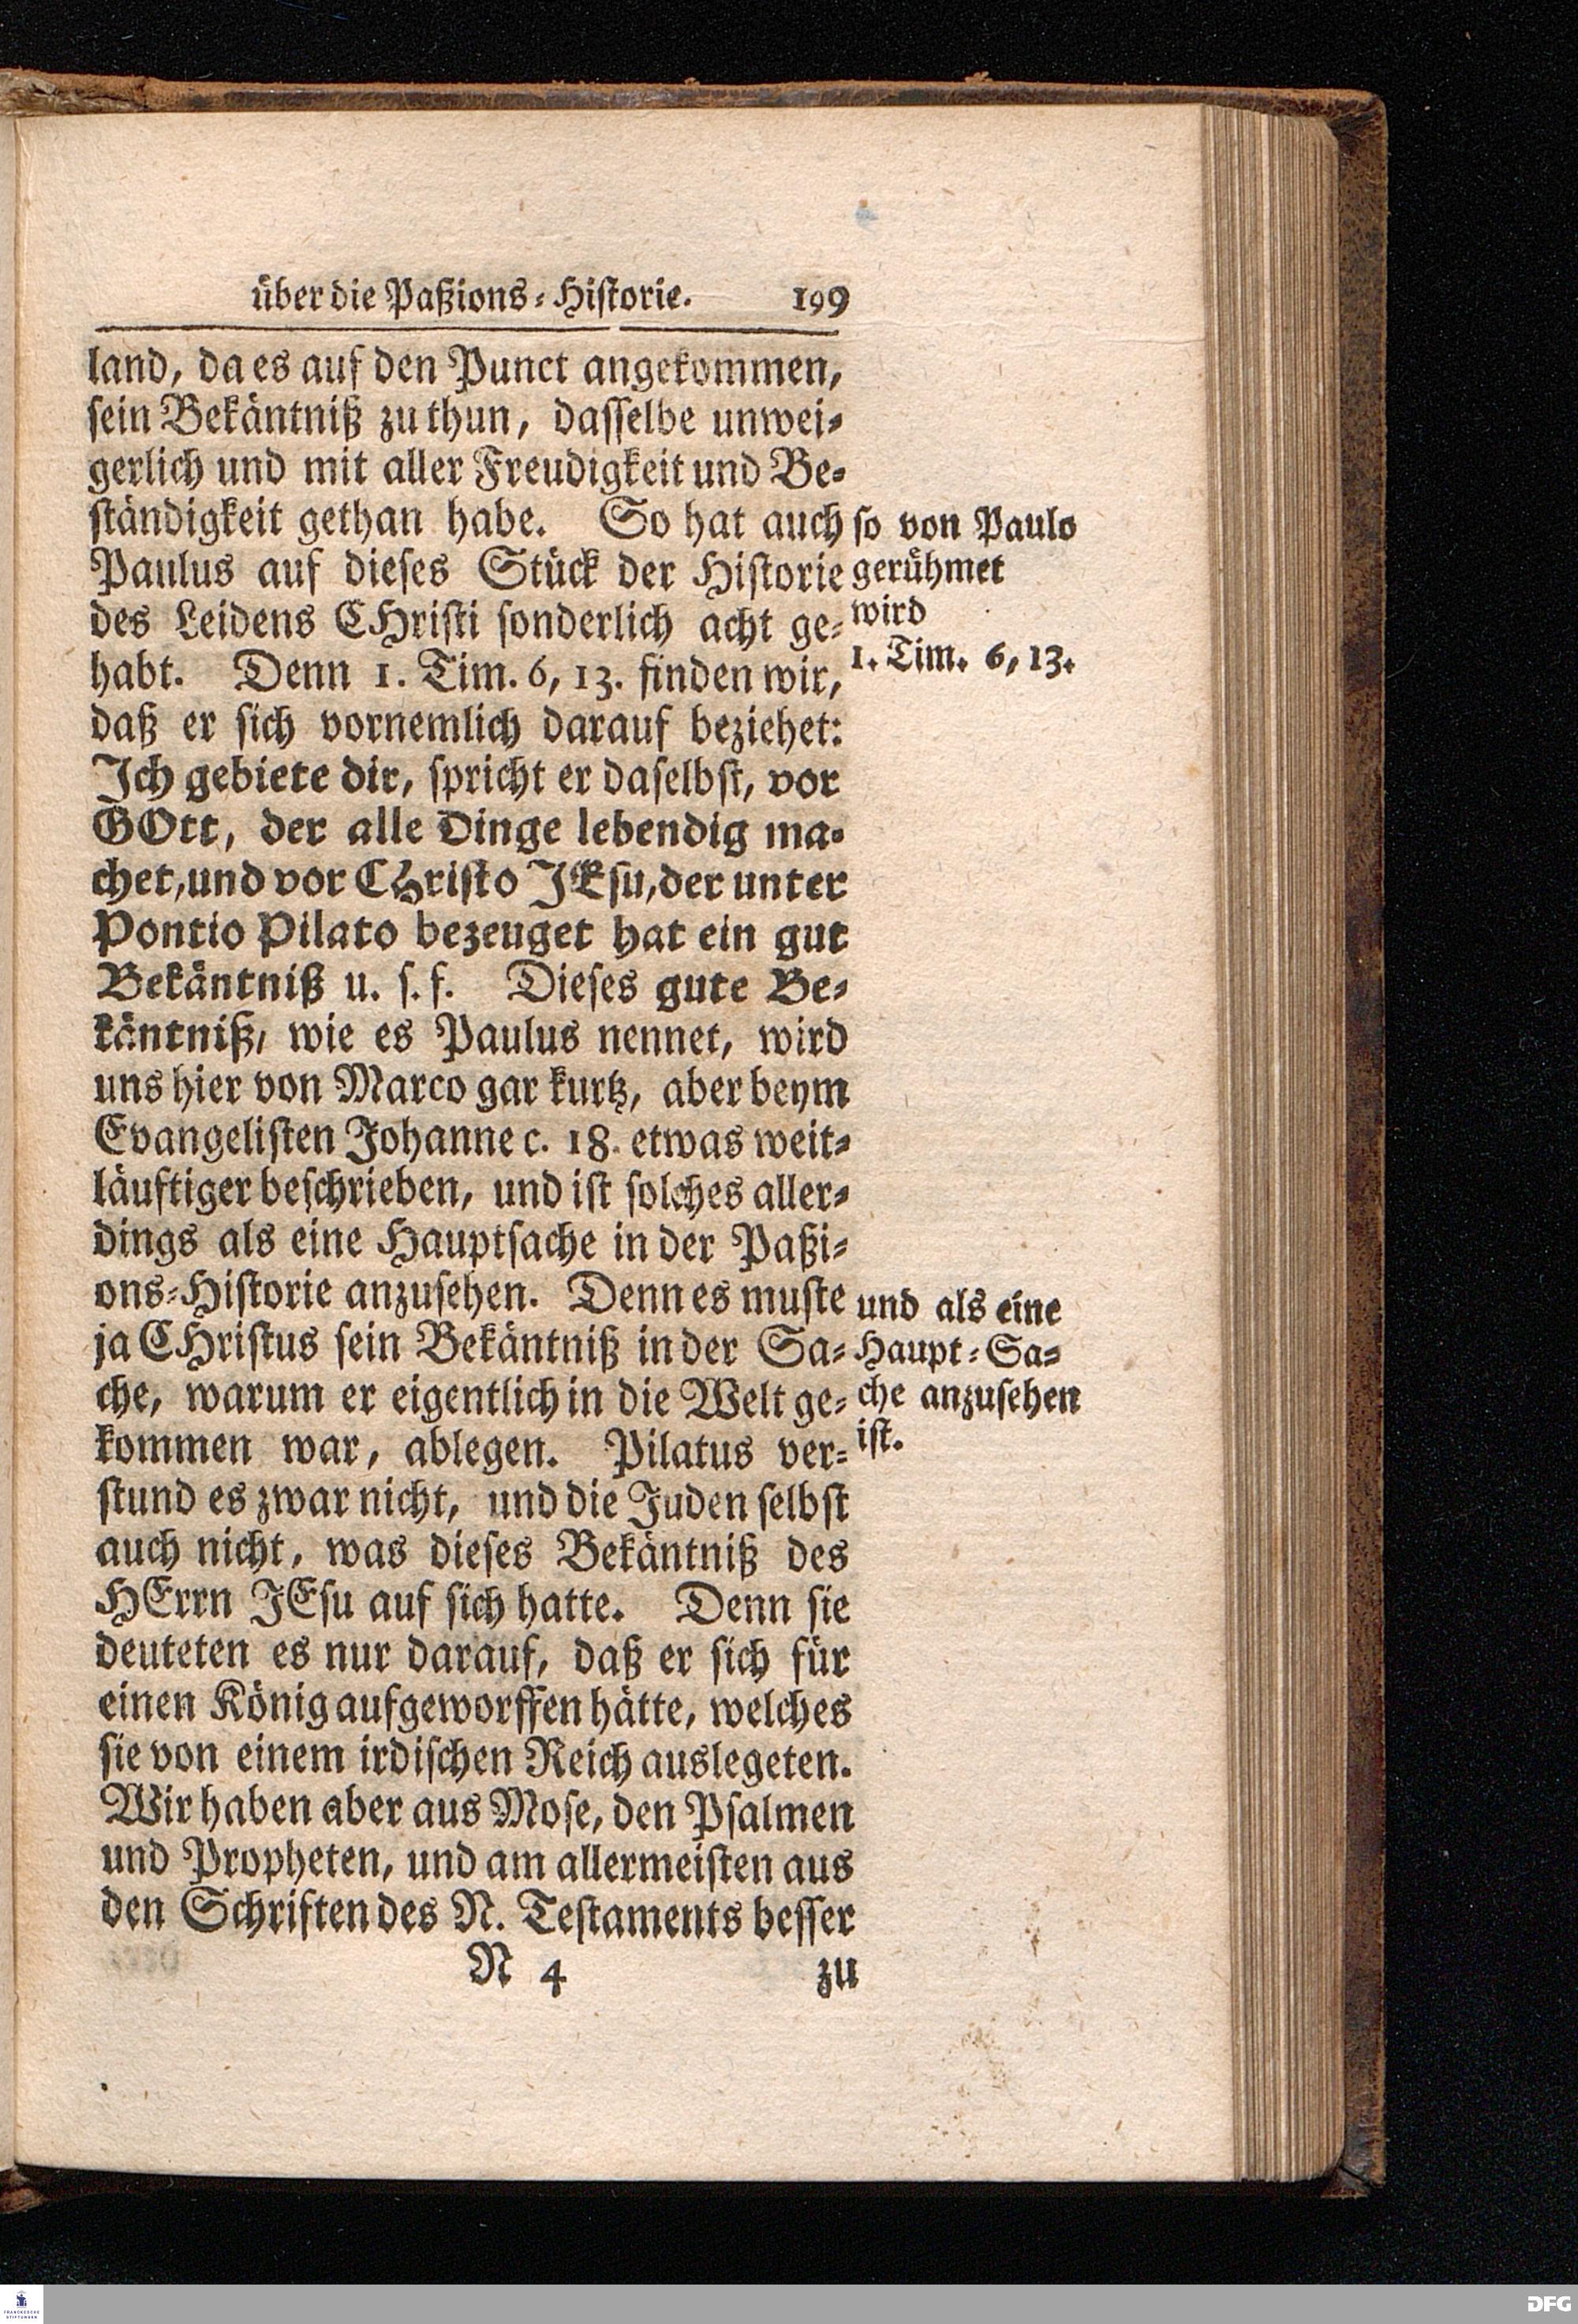 über die Paßions-Historie. 199
land, da es auf den Punct angekommen,
sein Bekäntniß zu thun, dasselbe unwei-
gerlich und mit aller Freudigkeit und Be-
ständigkeit gethan habe. So hat auch
Paulus auf dieses Stück der Historie
des Leidens CHristi sonderlich acht ge-
habt. Denn 1. Tim. 6, 13. finden wir,
daß er sich vornemlich darauf beziehet:
Ich gebiete dir, spricht er daselbst, vor
GOtt, der alle Dinge lebendig ma-
chet, und vor CHristo JEsu, der unter
Pontio Pilato bezeuget hat ein gut
Bekäntniß u. s. f. Dieses gute Be-
käntniß, wie es Paulus nennet, wird
uns hier von Marco gar kurtz, aber beym
Evangelisten Johanne c. 18. etwas weit-
läuftiger beschrieben, und ist solches aller-
dings als eine Hauptsache in der Paßi-
ons-Historie anzusehen. Denn es muste
ja CHristus sein Bekäntniß in der Sa-
che, warum er eigentlich in die Welt ge-
kommen war, ablegen. Pilatus ver-
stund es zwar nicht, und die Juden selbst
auch nicht, was dieses Bekäntniß des
HErrn JEsu auf sich hatte. Denn sie
deuteten es nur darauf, daß er sich für
einen König aufgeworffen hätte, welches
sie von einem irdischen Reich auslegeten.
Wir haben aber aus Mose, den Psalmen
und Propheten, und am allermeisten aus
den Schriften des N. Testaments besser
N 4 zu
so von Paulo
gerühmet
wird
1. Tim. 6, 13.
und als eine
Haupt-Sa-
che anzusehen
ist.
FRANCKESCHE
STIFTUNGEN
DFG